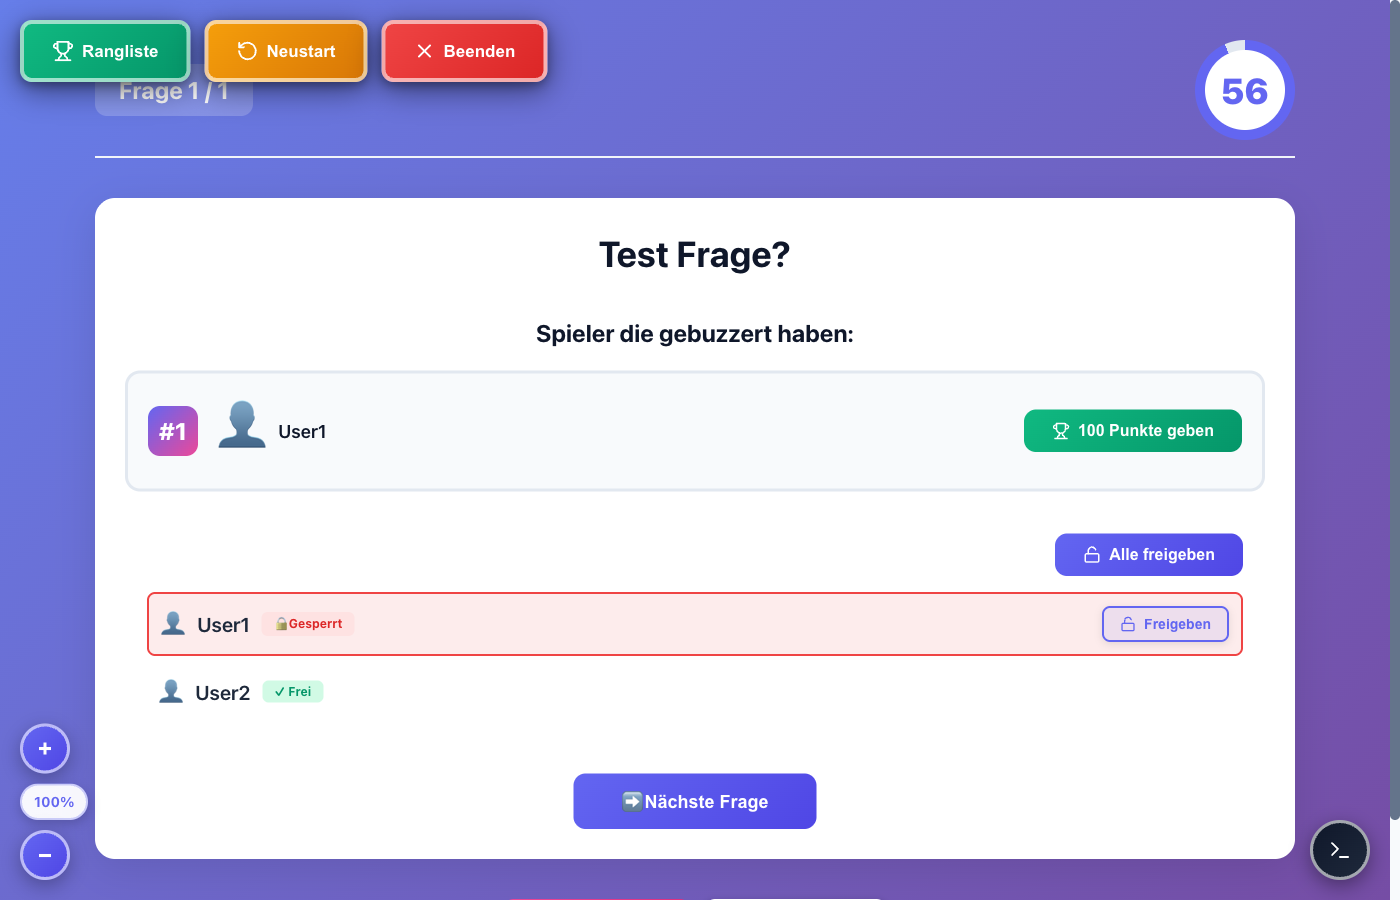 Rangliste
Neustart
Beenden
Frage 1 / 1
56
Test Frage?
Spieler die gebuzzert haben:
#1
User1
100 Punkte geben
Alle freigeben
User1
Gesperrt
Freigeben
User2
✓ Frei
+
100%
−
Nächste Frage